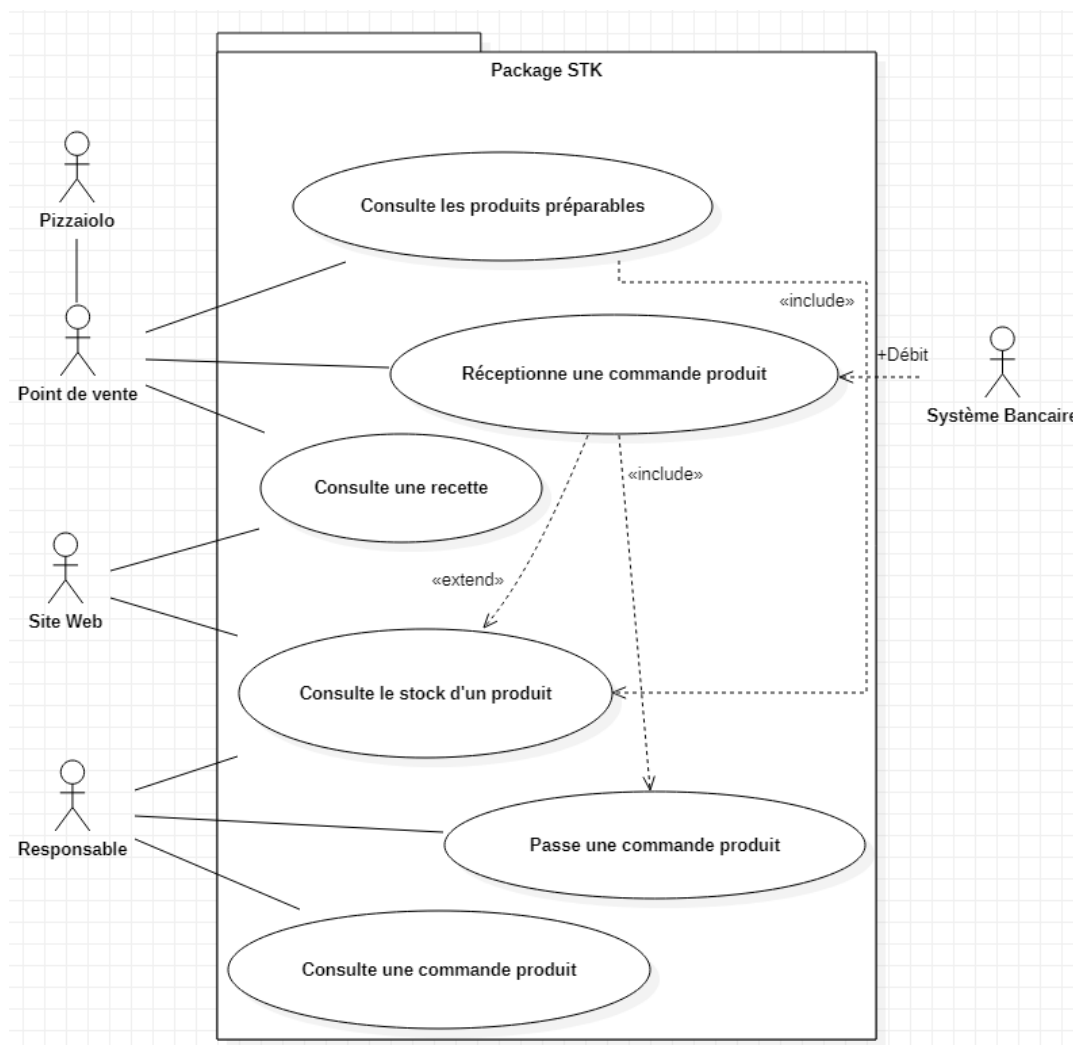 Package STK
Pizzaiolo
Consulte les produits préparables
«include»
Point de vente
Réceptionne une commande produit
+Débit
Système Bancaire
«include»
Consulte une recette
«extend»
Site Web
Consulte le stock d'un produit
Responsable
Passe une commande produit
Consulte une commande produit